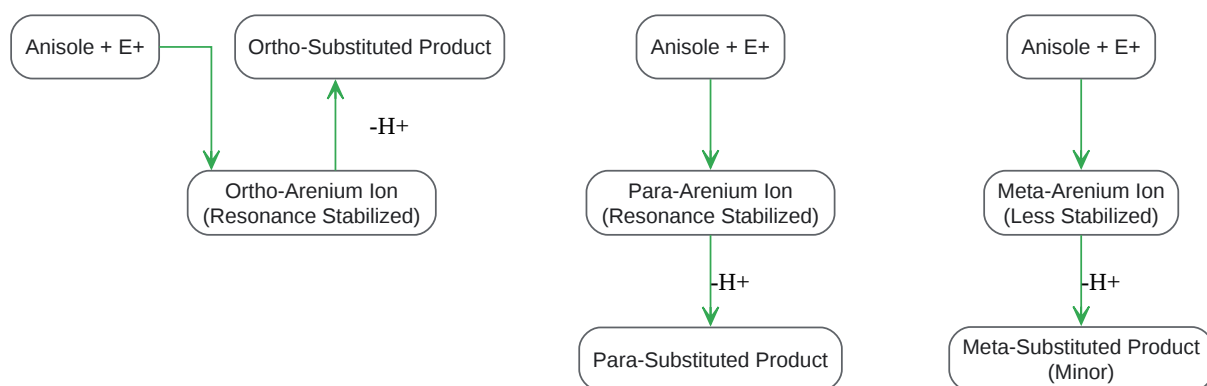 Anisole + E+
Ortho-Substituted Product
-H+
Ortho-Arenium Ion
(Resonance Stabilized)
Anisole + E+
Para-Arenium Ion
(Resonance Stabilized)
-H+
Para-Substituted Product
Anisole + E+
Meta-Arenium Ion
(Less Stabilized)
-H+
Meta-Substituted Product
(Minor)